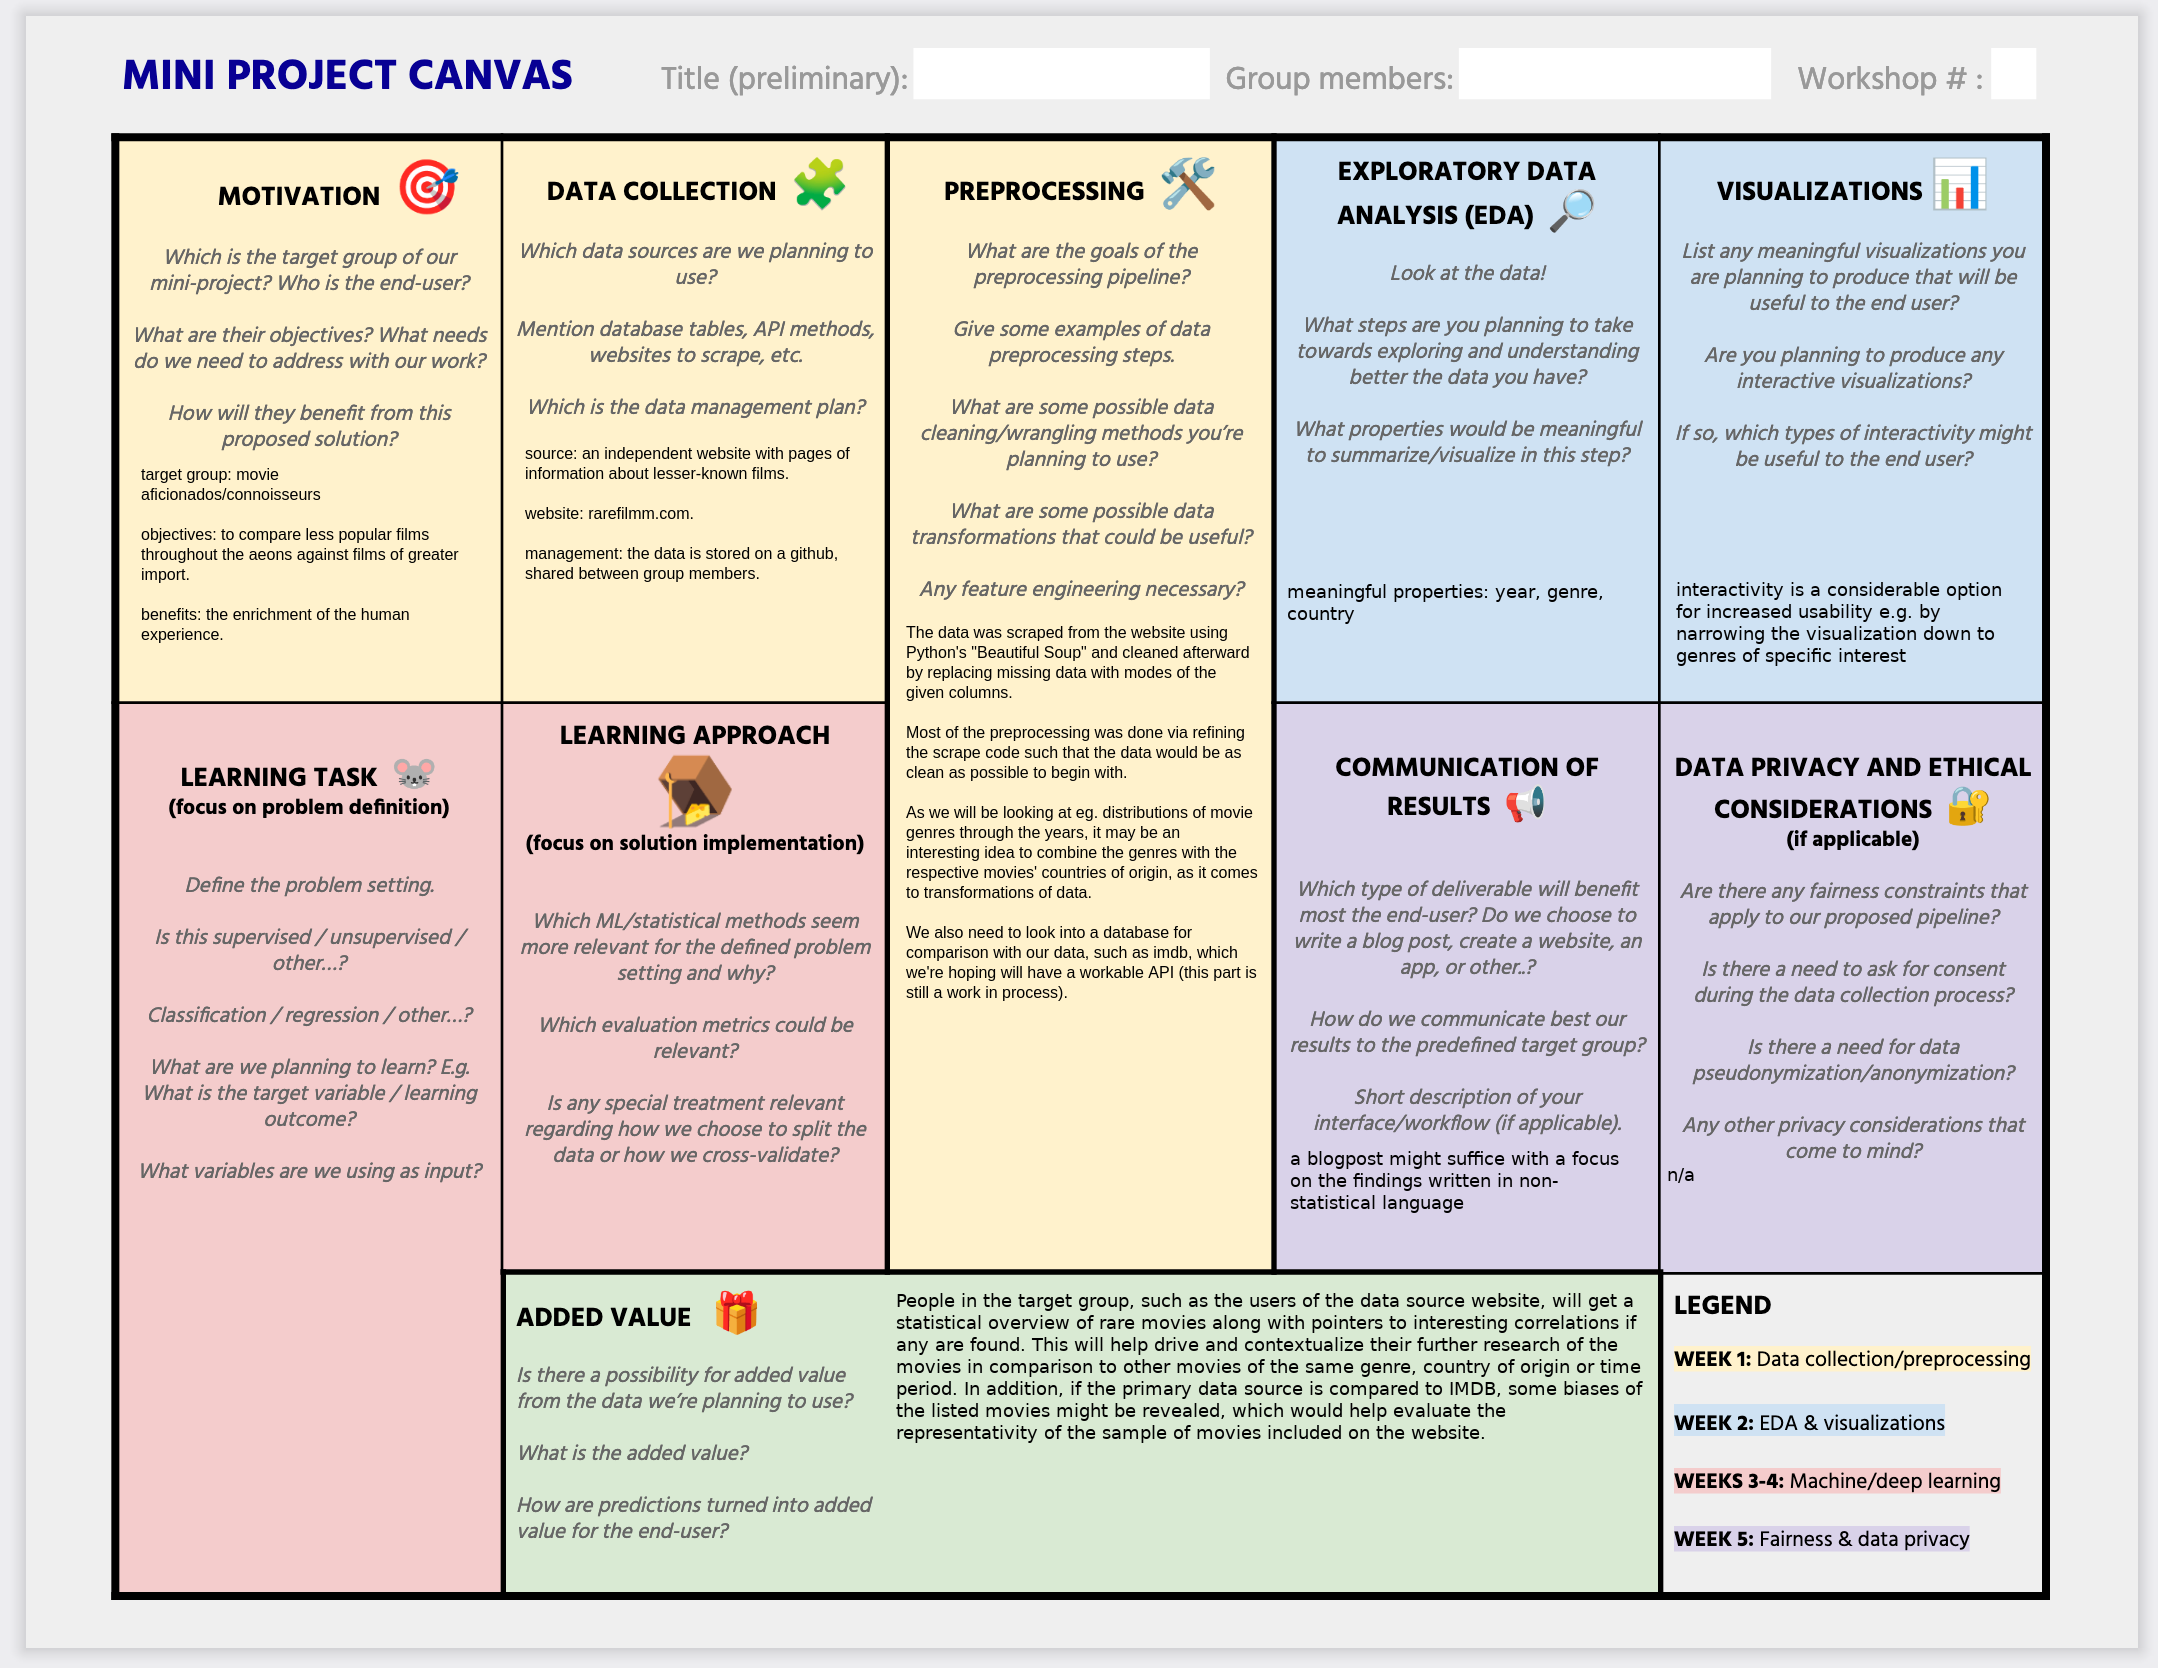 MINI PROJECT CANVAS
Title (preliminary):
Group members:
Workshop # :
MOTIVATION
Which is the target group of our
mini-project? Who is the end-user?
What are their objectives? What needs
do we need to address with our work?
How will they benefit from this
proposed solution?
target group: movie
aficionados/connoisseurs
objectives: to compare less popular films
throughout the aeons against films of greater
import.
benefits: the enrichment of the human
experience.
DATA COLLECTION
Which data sources are we planning to
use?
Mention database tables, API methods,
websites to scrape, etc.
Which is the data management plan?
source: an independent website with pages of
information about lesser-known films.
website: rarefilmm.com.
management: the data is stored on a github,
shared between group members.
PREPROCESSING
What are the goals of the
preprocessing pipeline?
Give some examples of data
preprocessing steps.
What are some possible data
cleaning/wrangling methods you're
planning to use?
What are some possible data
transformations that could be useful?
Any feature engineering necessary?
The data was scraped from the website using
Python's "Beautiful Soup" and cleaned afterward
by replacing missing data with modes of the
given columns.
Most of the preprocessing was done via refining
the scrape code such that the data would be as
clean as possible to begin with.
As we will be looking at eg. distributions of movie
genres through the years, it may be an
interesting idea to combine the genres with the
respective movies' countries of origin, as it comes
to transformations of data.
We also need to look into a database for
comparison with our data, such as imdb, which
we're hoping will have a workable API (this part is
still a work in process).
EXPLORATORY DATA
ANALYSIS (EDA)
Look at the data!
What steps are you planning to take
towards exploring and understanding
better the data you have?
What properties would be meaningful
to summarize/visualize in this step?
meaningful properties: year, genre,
country
VISUALIZATIONS
List any meaningful visualizations you
are planning to produce that will be
useful to the end user?
Are you planning to produce any
interactive visualizations?
If so, which types of interactivity might
be useful to the end user?
interactivity is a considerable option
for increased usability e.g. by
narrowing the visualization down to
genres of specific interest
LEARNING TASK
(focus on problem definition)
Define the problem setting.
Is this supervised / unsupervised /
other...?
Classification / regression / other...?
What are we planning to learn? E.g.
What is the target variable / learning
outcome?
What variables are we using as input?
LEARNING APPROACH
(focus on solution implementation)
Which ML/statistical methods seem
more relevant for the defined problem
setting and why?
Which evaluation metrics could be
relevant?
Is any special treatment relevant
regarding how we choose to split the
data or how we cross-validate?
COMMUNICATION OF
RESULTS
Which type of deliverable will benefit
most the end-user? Do we choose to
write a blog post, create a website, an
app, or other..?
How do we communicate best our
results to the predefined target group?
Short description of your
interface/workflow (if applicable).
a blogpost might suffice with a focus
on the findings written in non-
statistical language
DATA PRIVACY AND ETHICAL
CONSIDERATIONS
(if applicable)
Are there any fairness constraints that
apply to our proposed pipeline?
Is there a need to ask for consent
during the data collection process?
Is there a need for data
pseudonymization/anonymization?
Any other privacy considerations that
come to mind?
n/a
ADDED VALUE
Is there a possibility for added value
from the data we're planning to use?
What is the added value?
How are predictions turned into added
value for the end-user?
People in the target group, such as the users of the data source website, will get a
statistical overview of rare movies along with pointers to interesting correlations if
any are found. This will help drive and contextualize their further research of the
movies in comparison to other movies of the same genre, country of origin or time
period. In addition, if the primary data source is compared to IMDB, some biases of
the listed movies might be revealed, which would help evaluate the
representativity of the sample of movies included on the website.
LEGEND
WEEK 1: Data collection/preprocessing
WEEK 2: EDA & visualizations
WEEKS 3-4: Machine/deep learning
WEEK 5: Fairness & data privacy